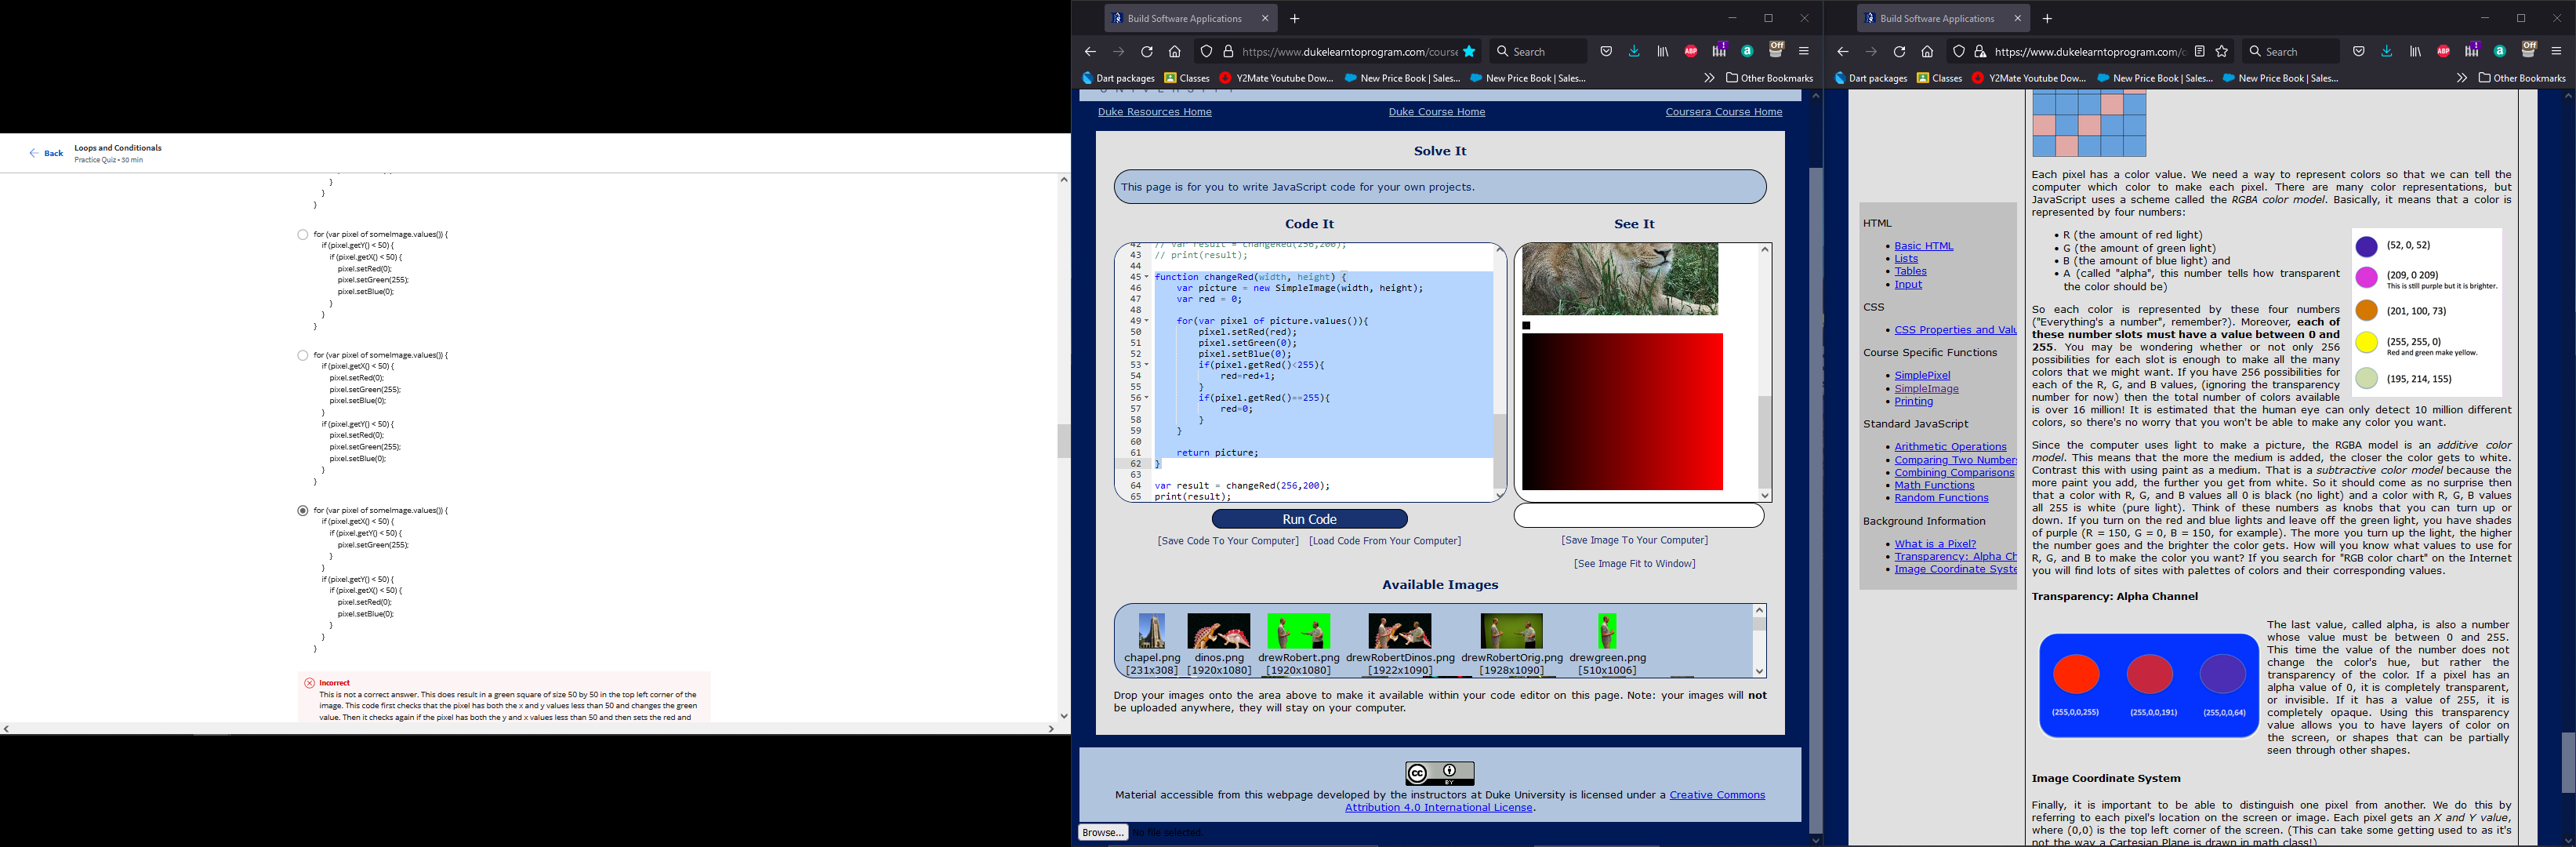 Back
Loops and Conditionals
Practice Quiz • 30 min
}
}
}
for (var pixel of someImage.values()) {
if (pixel.getY() < 50) {
if (pixel.getX() < 50) {
pixel.setRed(0);
pixel.setGreen(255);
pixel.setBlue(0);
}
}
}
for (var pixel of someImage.values()) {
if (pixel.getX() < 50) {
pixel.setRed(0);
pixel.setGreen(255);
pixel.setBlue(0);
}
if (pixel.getY() < 50) {
pixel.setRed(0);
pixel.setGreen(255);
pixel.setBlue(0);
}
}
for (var pixel of someImage.values()) {
if (pixel.getX() < 50) {
if (pixel.getY() < 50) {
pixel.setGreen(255);
}
}
if (pixel.getY() < 50) {
if (pixel.getX() < 50) {
pixel.setRed(0);
pixel.setBlue(0);
}
}
}
Incorrect
This is not a correct answer. This does result in a green square of size 50 by 50 in the top left corner of the
image. This code first checks that the pixel has both the x and y values less than 50 and changes the green
value. Then it checks again if the pixel has both the y and x values less than 50 and then sets the red and
Build Software Applications
https://www.dukelearntoprogram.com/course
Search
Dart packages
Classes
Y2Mate Youtube Dow...
New Price Book | Sales...
New Price Book | Sales...
Other Bookmarks
UNIVERSITY
Duke Resources Home
Duke Course Home
Coursera Course Home
Solve It
This page is for you to write JavaScript code for your own projects.
Code It
42 // var result = changeRed(256,200);
43 // print(result);
44
45 function changeRed(width, height) {
46 var picture = new SimpleImage(width, height);
47 var red = 0;
48
49 for(var pixel of picture.values()){
50 pixel.setRed(red);
51 pixel.setGreen(0);
52 pixel.setBlue(0);
53 if(pixel.getRed()<255){
54 red=red+1;
55 }
56 if(pixel.getRed()==255){
57 red=0;
58 }
59 }
60
61 return picture;
62 }
63
64 var result = changeRed(256,200);
65 print(result);
See It
Run Code
[Save Code To Your Computer] [Load Code From Your Computer]
[Save Image To Your Computer]
[See Image Fit to Window]
Available Images
chapel.png
[231x308]
dinos.png
[1920x1080]
drewRobert.png
[1920x1080]
drewRobertDinos.png
[1922x1090]
drewRobertOrig.png
[1928x1090]
drewgreen.png
[510x1006]
Drop your images onto the area above to make it available within your code editor on this page. Note: your images will not
be uploaded anywhere, they will stay on your computer.
Material accessible from this webpage developed by the instructors at Duke University is licensed under a Creative Commons
Attribution 4.0 International License.
Browse... No file selected.
Build Software Applications
https://www.dukelearntoprogram.com/c
Search
Off
Dart packages
Classes
Y2Mate Youtube Dow...
New Price Book | Sales...
New Price Book | Sales...
Other Bookmarks
HTML
Basic HTML
Lists
Tables
Input
CSS
CSS Properties and Valu
Course Specific Functions
SimplePixel
SimpleImage
Printing
Standard JavaScript
Arithmetic Operations
Comparing Two Numbers
Combining Comparisons
Math Functions
Random Functions
Background Information
What is a Pixel?
Transparency: Alpha Ch
Image Coordinate Syste
Each pixel has a color value. We need a way to represent colors so that we can tell the
computer which color to make each pixel. There are many color representations, but
JavaScript uses a scheme called the RGBA color model. Basically, it means that a color is
represented by four numbers:
• R (the amount of red light)
• G (the amount of green light)
• B (the amount of blue light) and
• A (called "alpha", this number tells how transparent
the color should be)
(52, 0, 52)
(209, 0 209)
This is still purple but it is brighter.
(201, 100, 73)
(255, 255, 0)
Red and green make yellow.
(195, 214, 155)
So each color is represented by these four numbers
("Everything's a number", remember?). Moreover, each of
these number slots must have a value between 0 and
255. You may be wondering whether or not only 256
possibilities for each slot is enough to make all the many
colors that we might want. If you have 256 possibilities for
each of the R, G, and B values, (ignoring the transparency
number for now) then the total number of colors available
is over 16 million! It is estimated that the human eye can only detect 10 million different
colors, so there's no worry that you won't be able to make any color you want.
Since the computer uses light to make a picture, the RGBA model is an additive color
model. This means that the more the medium is added, the closer the color gets to white.
Contrast this with using paint as a medium. That is a subtractive color model because the
more paint you add, the further you get from white. So it should come as no surprise then
that a color with R, G, and B values all 0 is black (no light) and a color with R, G, B values
all 255 is white (pure light). Think of these numbers as knobs that you can turn up or
down. If you turn on the red and blue lights and leave off the green light, you have shades
of purple (R = 150, G = 0, B = 150, for example). The more you turn up the light, the higher
the number goes and the brighter the color gets. How will you know what values to use for
R, G, and B to make the color you want? If you search for "RGB color chart" on the Internet
you will find lots of sites with palettes of colors and their corresponding values.
Transparency: Alpha Channel
(255,0,0,255)
(255,0,0,191)
(255,0,0,64)
The last value, called alpha, is also a number
whose value must be between 0 and 255.
This time the value of the number does not
change the color's hue, but rather the
transparency of the color. If a pixel has an
alpha value of 0, it is completely transparent,
or invisible. If it has a value of 255, it is
completely opaque. Using this transparency
value allows you to have layers of color on
the screen, or shapes that can be partially
seen through other shapes.
Image Coordinate System
Finally, it is important to be able to distinguish one pixel from another. We do this by
referring to each pixel's location on the screen or image. Each pixel gets an X and Y value,
where (0,0) is the top left corner of the screen. (This can take some getting used to as it's
not the way a Cartesian Plane is drawn in math class!)